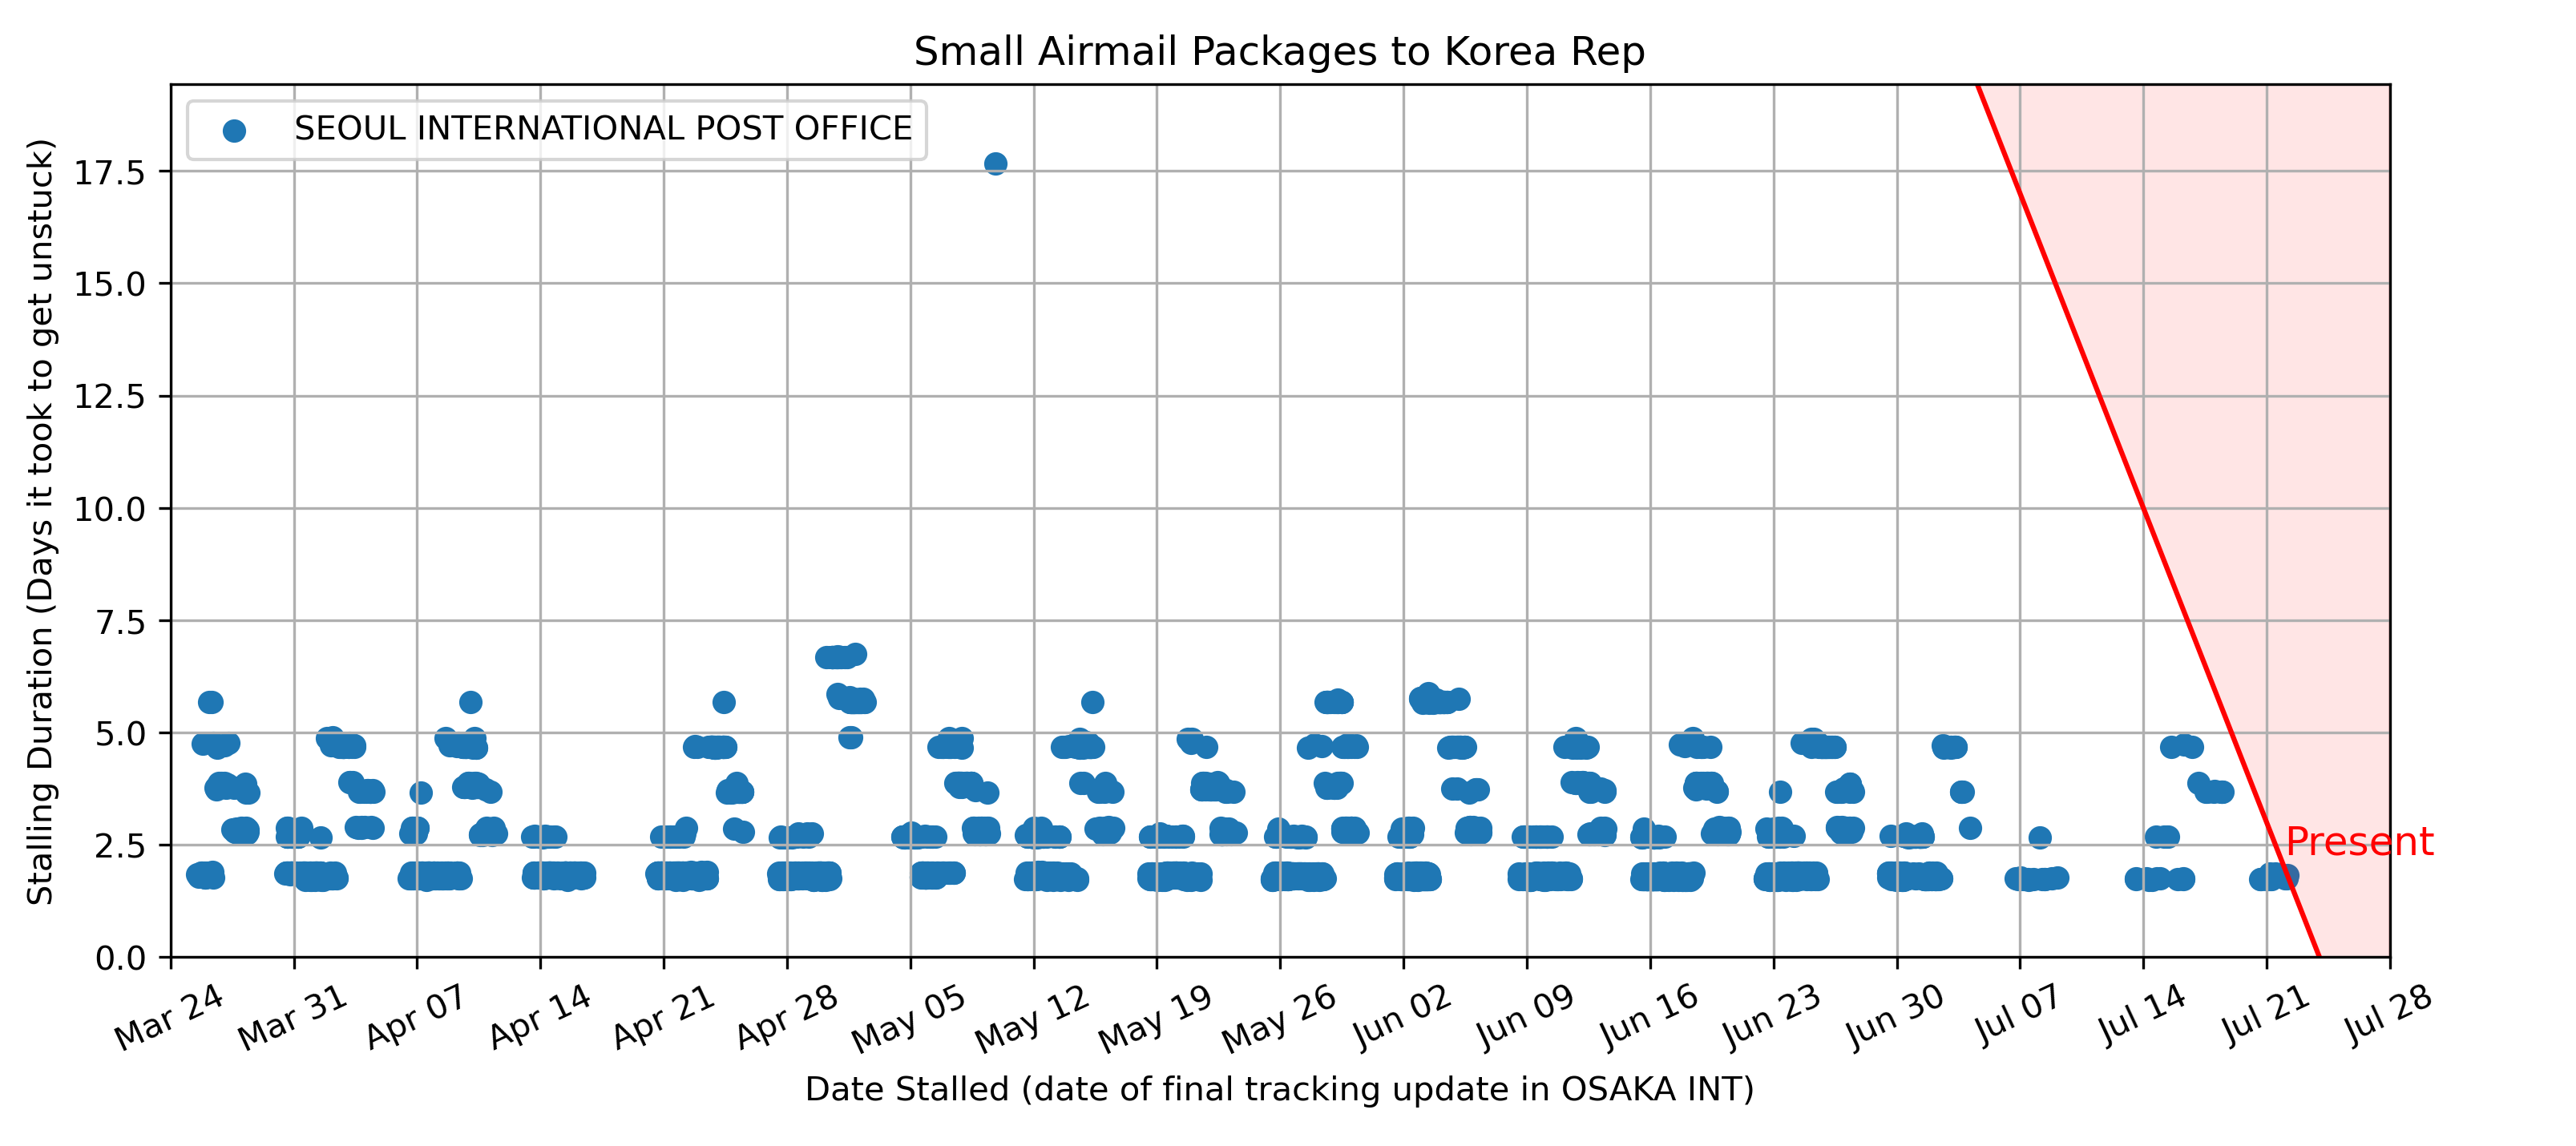 Small Airmail Packages to Korea Rep
SEOUL INTERNATIONAL POST OFFICE
Stalling Duration (Days it took to get unstuck)
17.5
15.0
12.5
10.0
7.5
5.0
2.5
0.0
Present
Mar 24
Mar 31
Apr 07
Apr 14
Apr 21
Apr 28
May 05
May 12
May 19
May 26
Jun 02
Jun 09
Jun 16
Jun 23
Jun 30
Jul 07
Jul 14
Jul 21
Jul 28
Date Stalled (date of final tracking update in OSAKA INT)